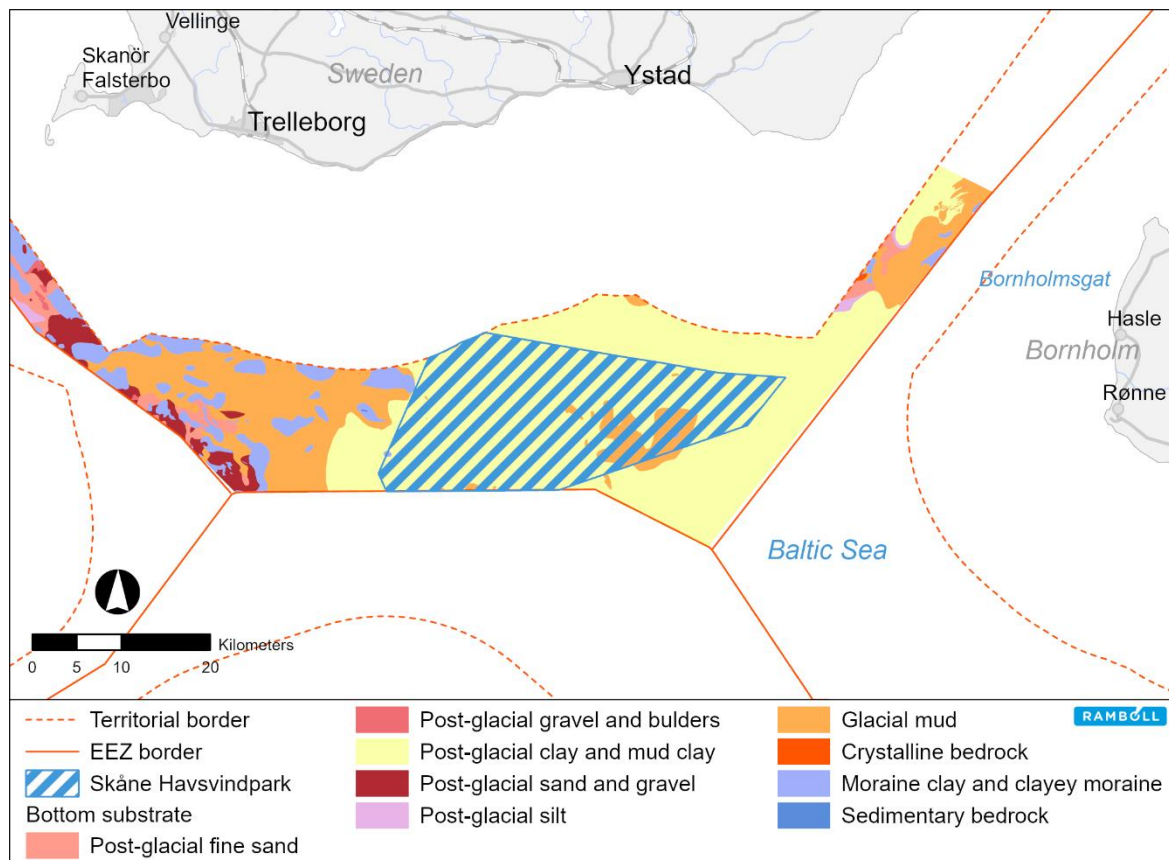 Vellinge
Skanör
Falsterbo
Sweden
Ystad
Trelleborg
Bornholmsgat
Hasle
Bornholm
Rønne
Baltic Sea
Kilometers
0 5 10 20
Territorial border
EEZ border
Skåne Havsvindpark
Bottom substrate
Post-glacial fine sand
Post-glacial gravel and bulders
Post-glacial clay and mud clay
Post-glacial sand and gravel
Post-glacial silt
Glacial mud
Crystalline bedrock
Moraine clay and clayey moraine
Sedimentary bedrock
RAMBOLL